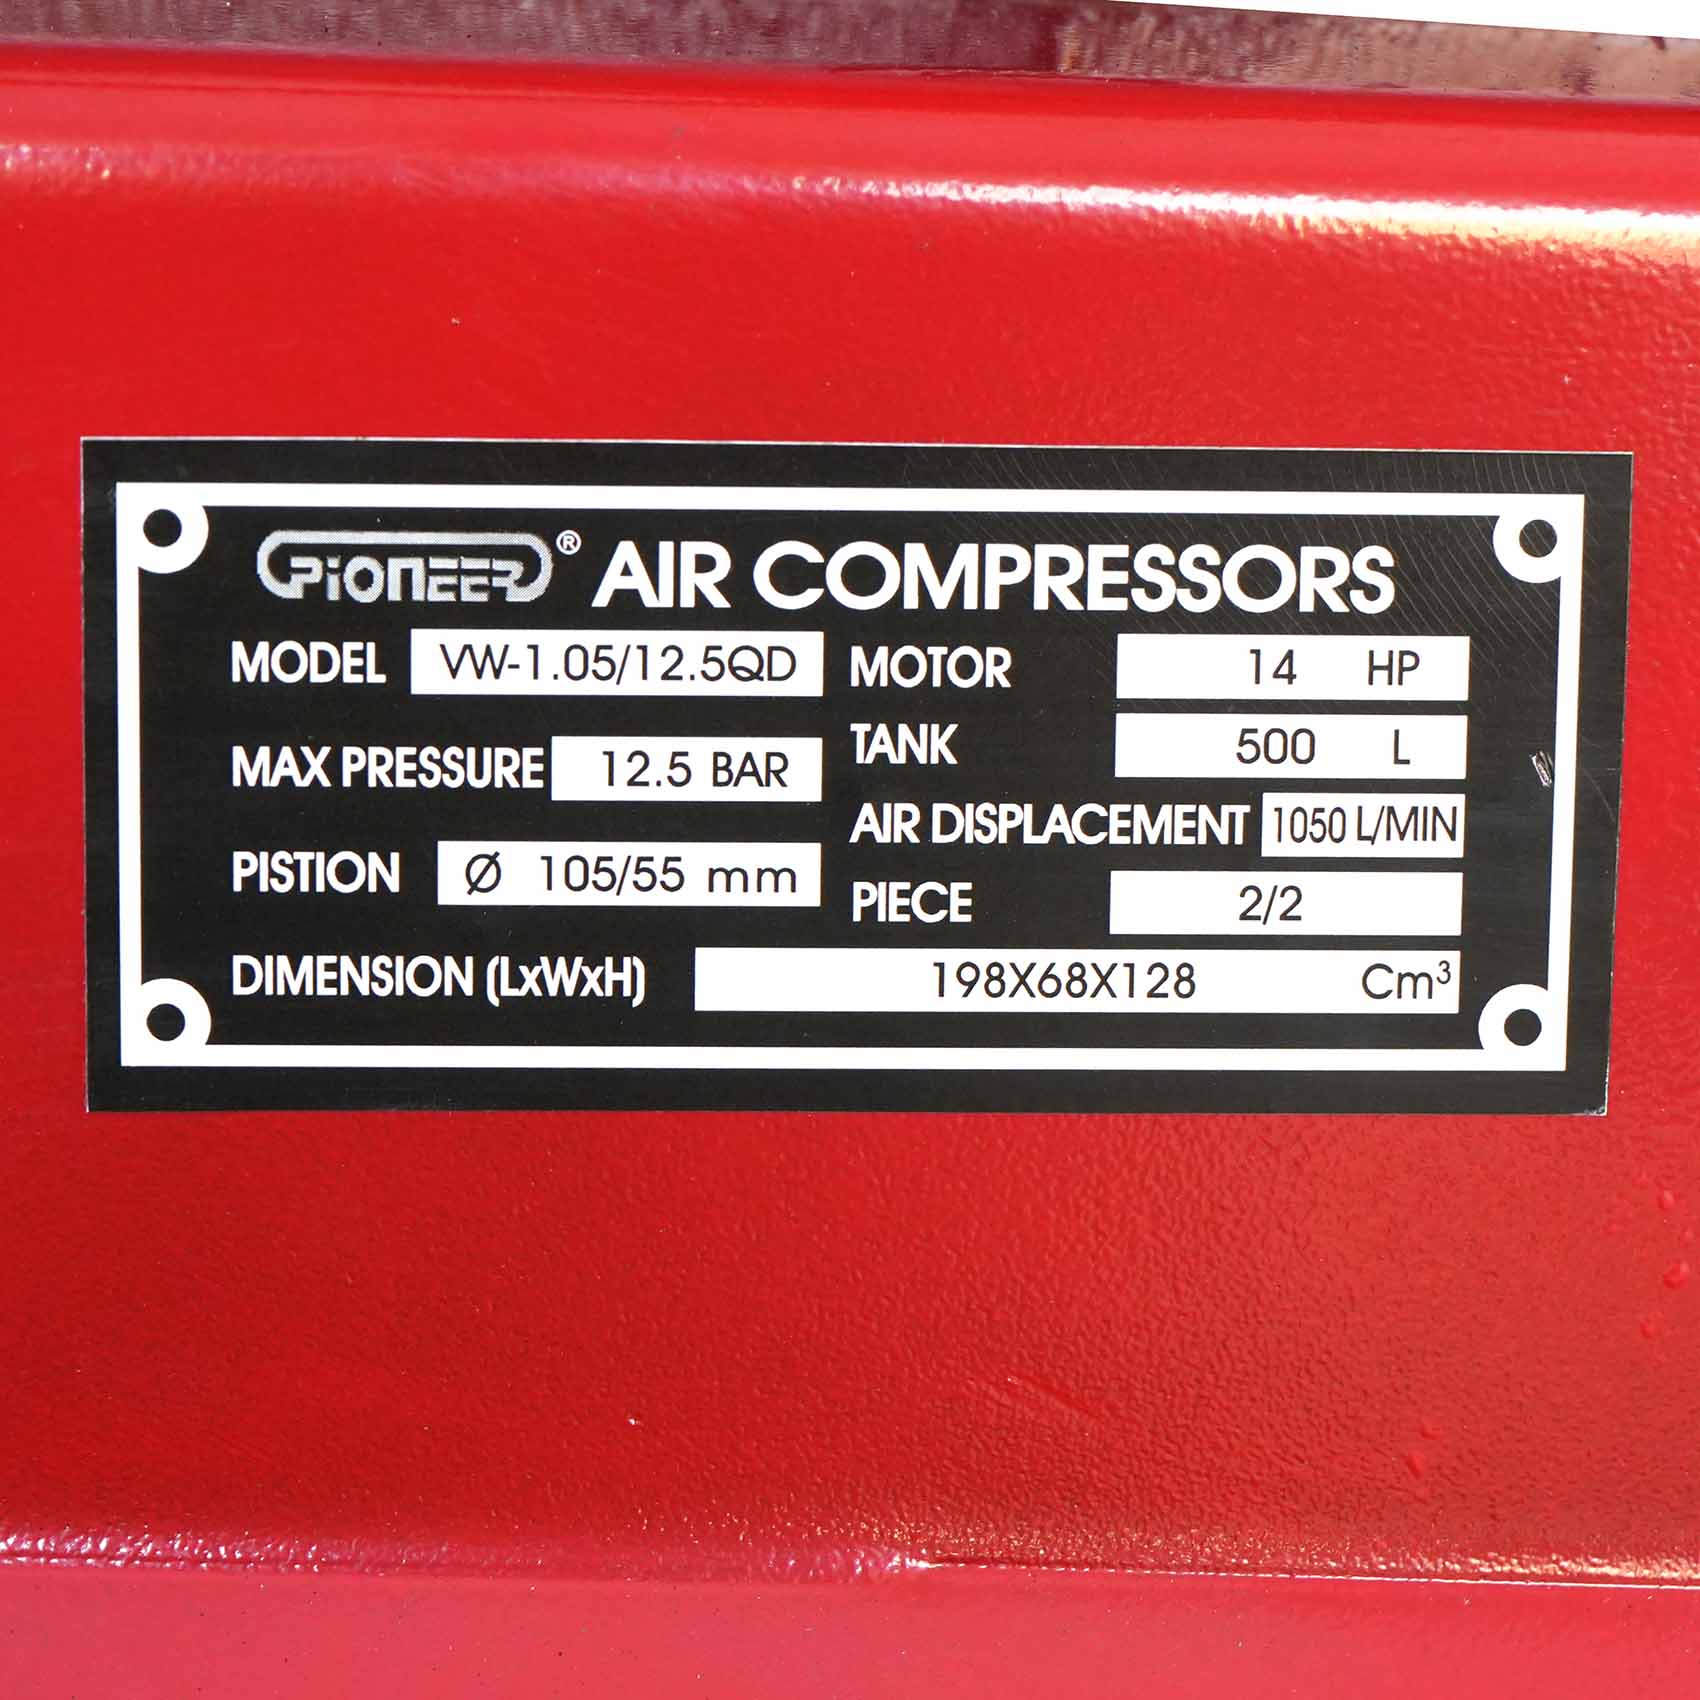 PIONEER® AIR COMPRESSORS
MODEL VW-1.05/12.5QD
MAX PRESSURE 12.5 BAR
PISTION Ø 105/55 mm
MOTOR 14 HP
TANK 500 L
AIR DISPLACEMENT 1050 L/MIN
PIECE 2/2
DIMENSION (LxWxH) 198X68X128 Cm³